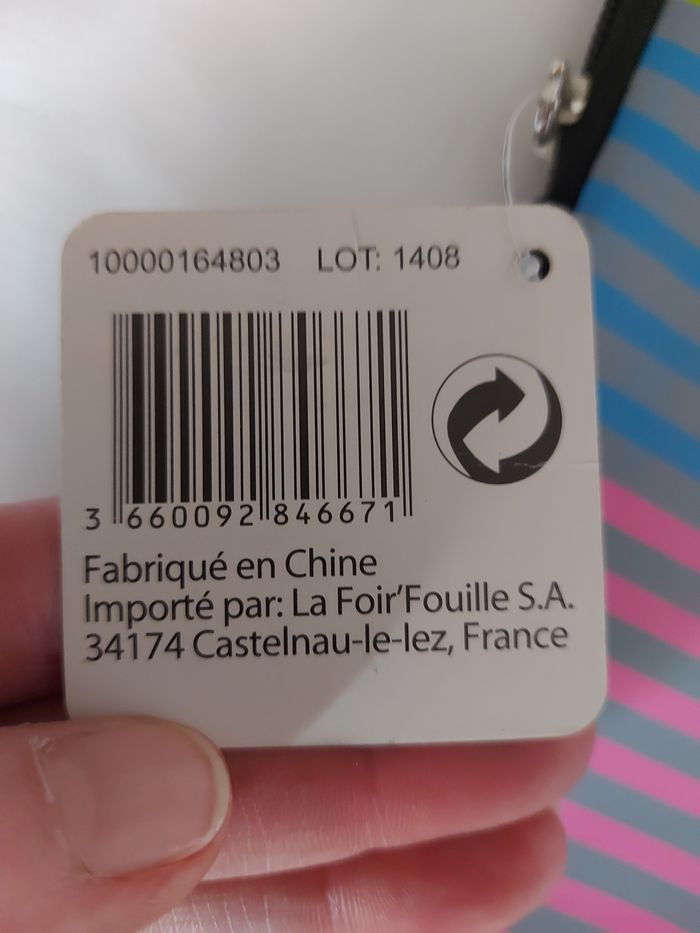 10000164803 LOT: 1408
3 660092 846671
Fabriqué en Chine
Importé par: La Foir'Fouille S.A.
34174 Castelnau-le-lez, France